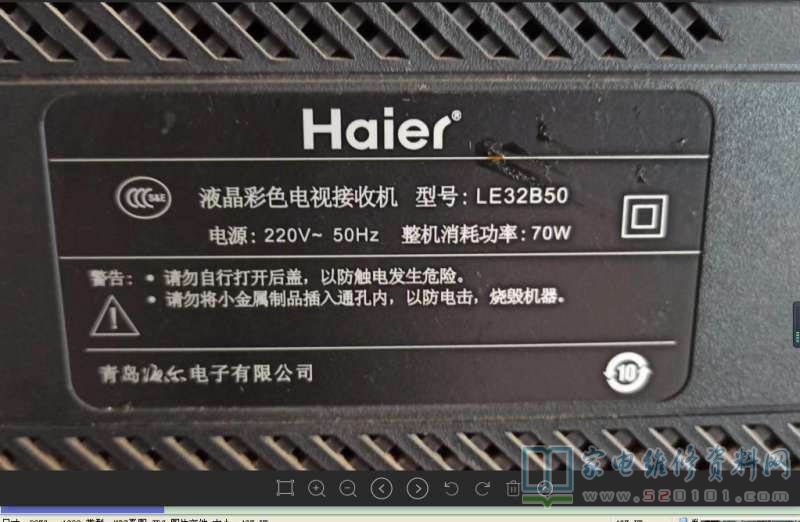 Haier®
CCC S&E
液晶彩色电视接收机 型号: LE32B50
电源: 220V~ 50Hz 整机消耗功率: 70W
警告: • 请勿自行打开后盖, 以防触电发生危险。
• 请勿将小金属制品插入通孔内, 以防电击, 烧毁机器。
青岛海尔电子有限公司
10
家电维修资料网
www.520101.com